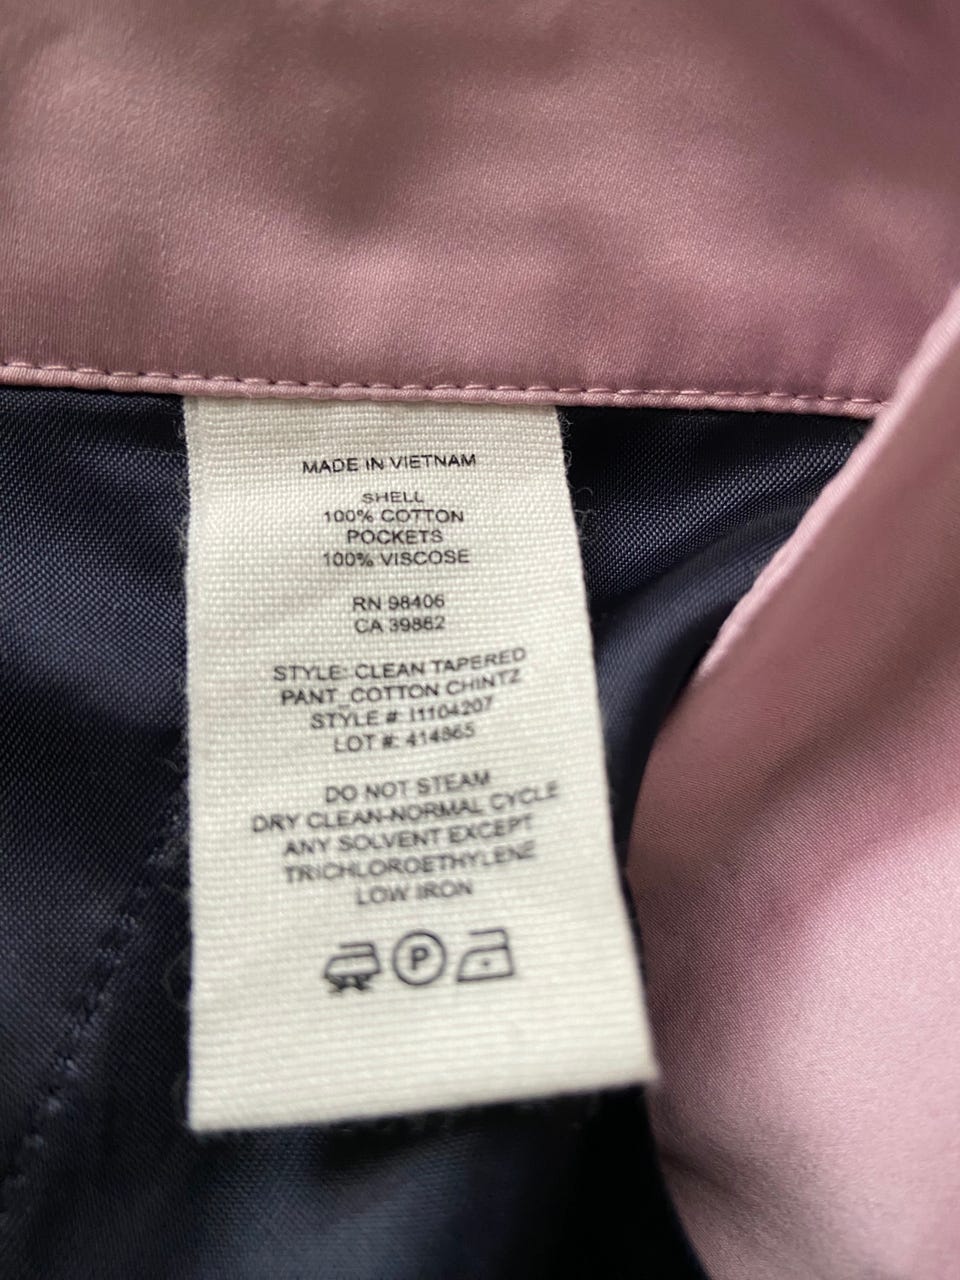 MADE IN VIETNAM
SHELL
100% COTTON
POCKETS
100% VISCOSE
RN 98406
CA 39882
STYLE: CLEAN TAPERED
PANT_COTTON CHINTZ
STYLE #: I1104207
LOT #: 414865
DO NOT STEAM
DRY CLEAN-NORMAL CYCLE
ANY SOLVENT EXCEPT
TRICHLOROETHYLENE
LOW IRON
P